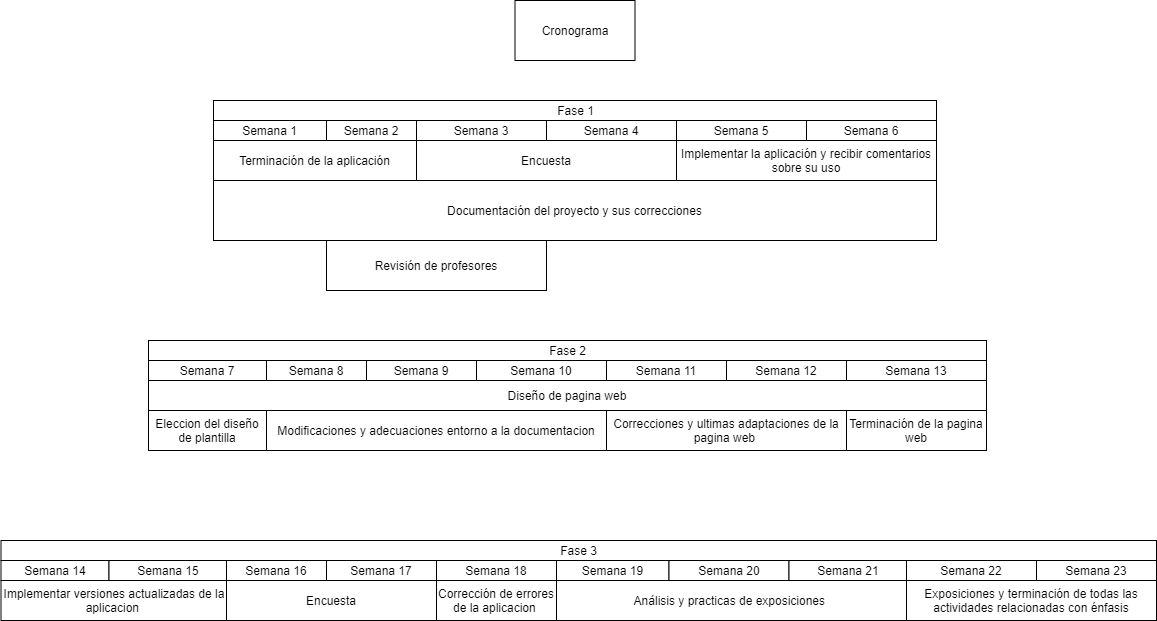 Cronograma
Fase 1
Semana 1 Semana 2 Semana 3 Semana 4 Semana 5 Semana 6
Terminación de la aplicación
Encuesta
Implementar la aplicación y recibir comentarios
sobre su uso
Documentación del proyecto y sus correcciones
Revisión de profesores
Fase 2
Semana 7 Semana 8 Semana 9 Semana 10 Semana 11 Semana 12 Semana 13
Diseño de pagina web
Eleccion del diseño
de plantilla
Modificaciones y adecuaciones entorno a la documentacion
Correcciones y ultimas adaptaciones de la
pagina web
Terminación de la pagina
web
Fase 3
Semana 14 Semana 15 Semana 16 Semana 17 Semana 18 Semana 19 Semana 20 Semana 21 Semana 22 Semana 23
Implementar versiones actualizadas de la
aplicacion
Encuesta
Corrección de errores
de la aplicacion
Análisis y practicas de exposiciones
Exposiciones y terminación de todas las
actividades relacionadas con énfasis